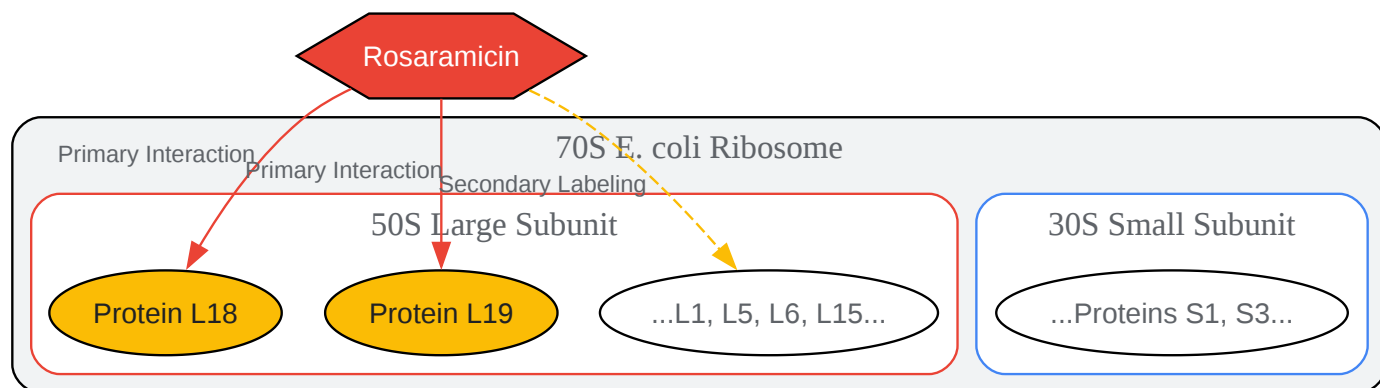 Rosaramicin
70S E. coli Ribosome
Primary Interaction
Primary Interaction
Secondary Labeling
50S Large Subunit
30S Small Subunit
Protein L18
Protein L19
...L1, L5, L6, L15...
...Proteins S1, S3...